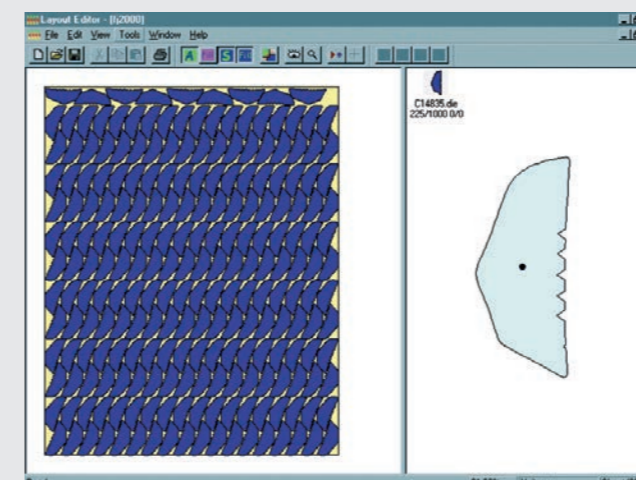 Layout Editor - [lj2000]
File Edit View Tools Window Help
C14835.die
225/1000 0/0